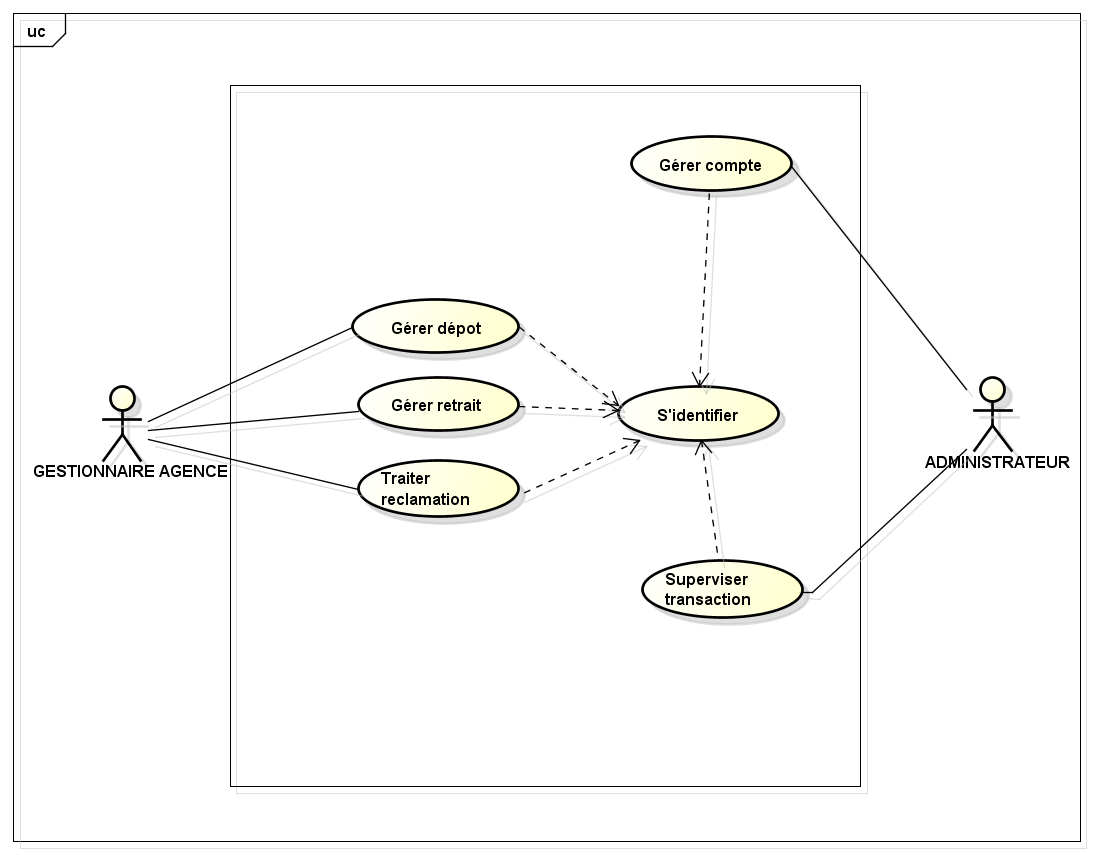 uc
Gérer compte
Gérer dépot
Gérer retrait
S'identifier
GESTIONNAIRE AGENCE
ADMINISTRATEUR
Traiter
reclamation
Superviser
transaction